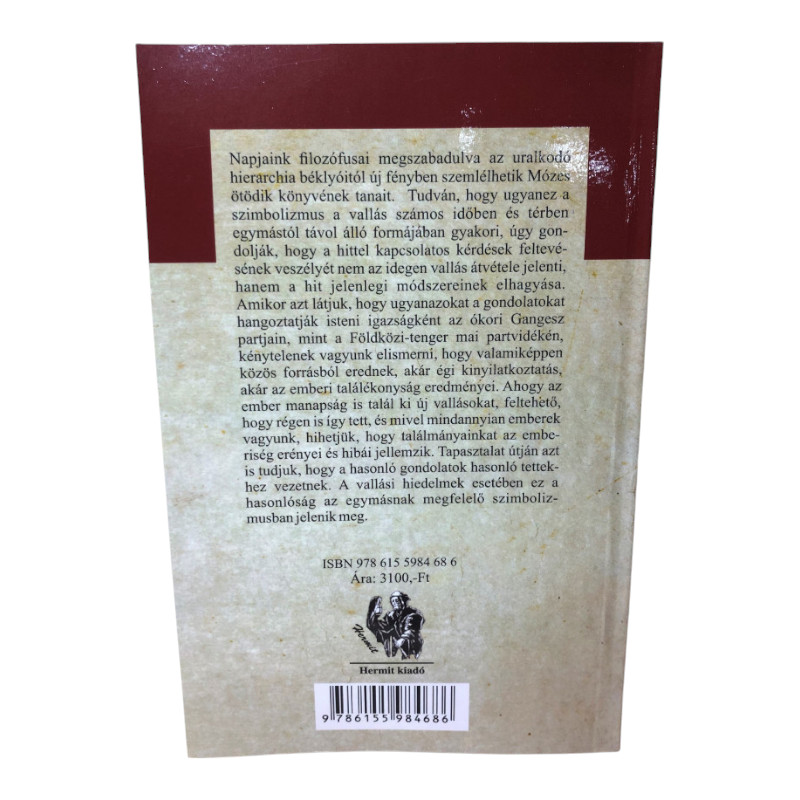 Napjaink filozófusai megszabadulva az uralkodó
hierarchia béklyóitól új fényben szemlélhetik Mózes
ötödik könyvének tanait. Tudván, hogy ugyanez a
szimbolizmus a vallás számos időben és térben
egymástól távol álló formájában gyakori, úgy gon-
dolják, hogy a hittel kapcsolatos kérdések feltevé-
sének veszélyét nem az idegen vallás átvétele jelenti,
hanem a hit jelenlegi módszereinek elhagyása.
Amikor azt látjuk, hogy ugyanazokat a gondolatokat
hangoztatják isteni igazságként az ókori Gangesz
partjain, mint a Földközi-tenger mai partvidékén,
kénytelenek vagyunk elismerni, hogy valamiképpen
közös forrásból erednek, akár égi kinyilatkoztatás,
akár az emberi találékonyság eredményei. Ahogy az
ember manapság is talál ki új vallásokat, feltehető,
hogy régen is így tett, és mivel mindannyian emberek
vagyunk, hihetjük, hogy találmányainkat az embe-
riség erényei és hibái jellemzik. Tapasztalat útján azt
is tudjuk, hogy a hasonló gondolatok hasonló tettek-
hez vezetnek. A vallási hiedelmek esetében ez a
hasonlóság az egymásnak megfelelő szimboliz-
musban jelenik meg.
ISBN 978 615 5984 68 6
Ára: 3100,-Ft
Hermit
Hermit kiadó
9 786155 984686